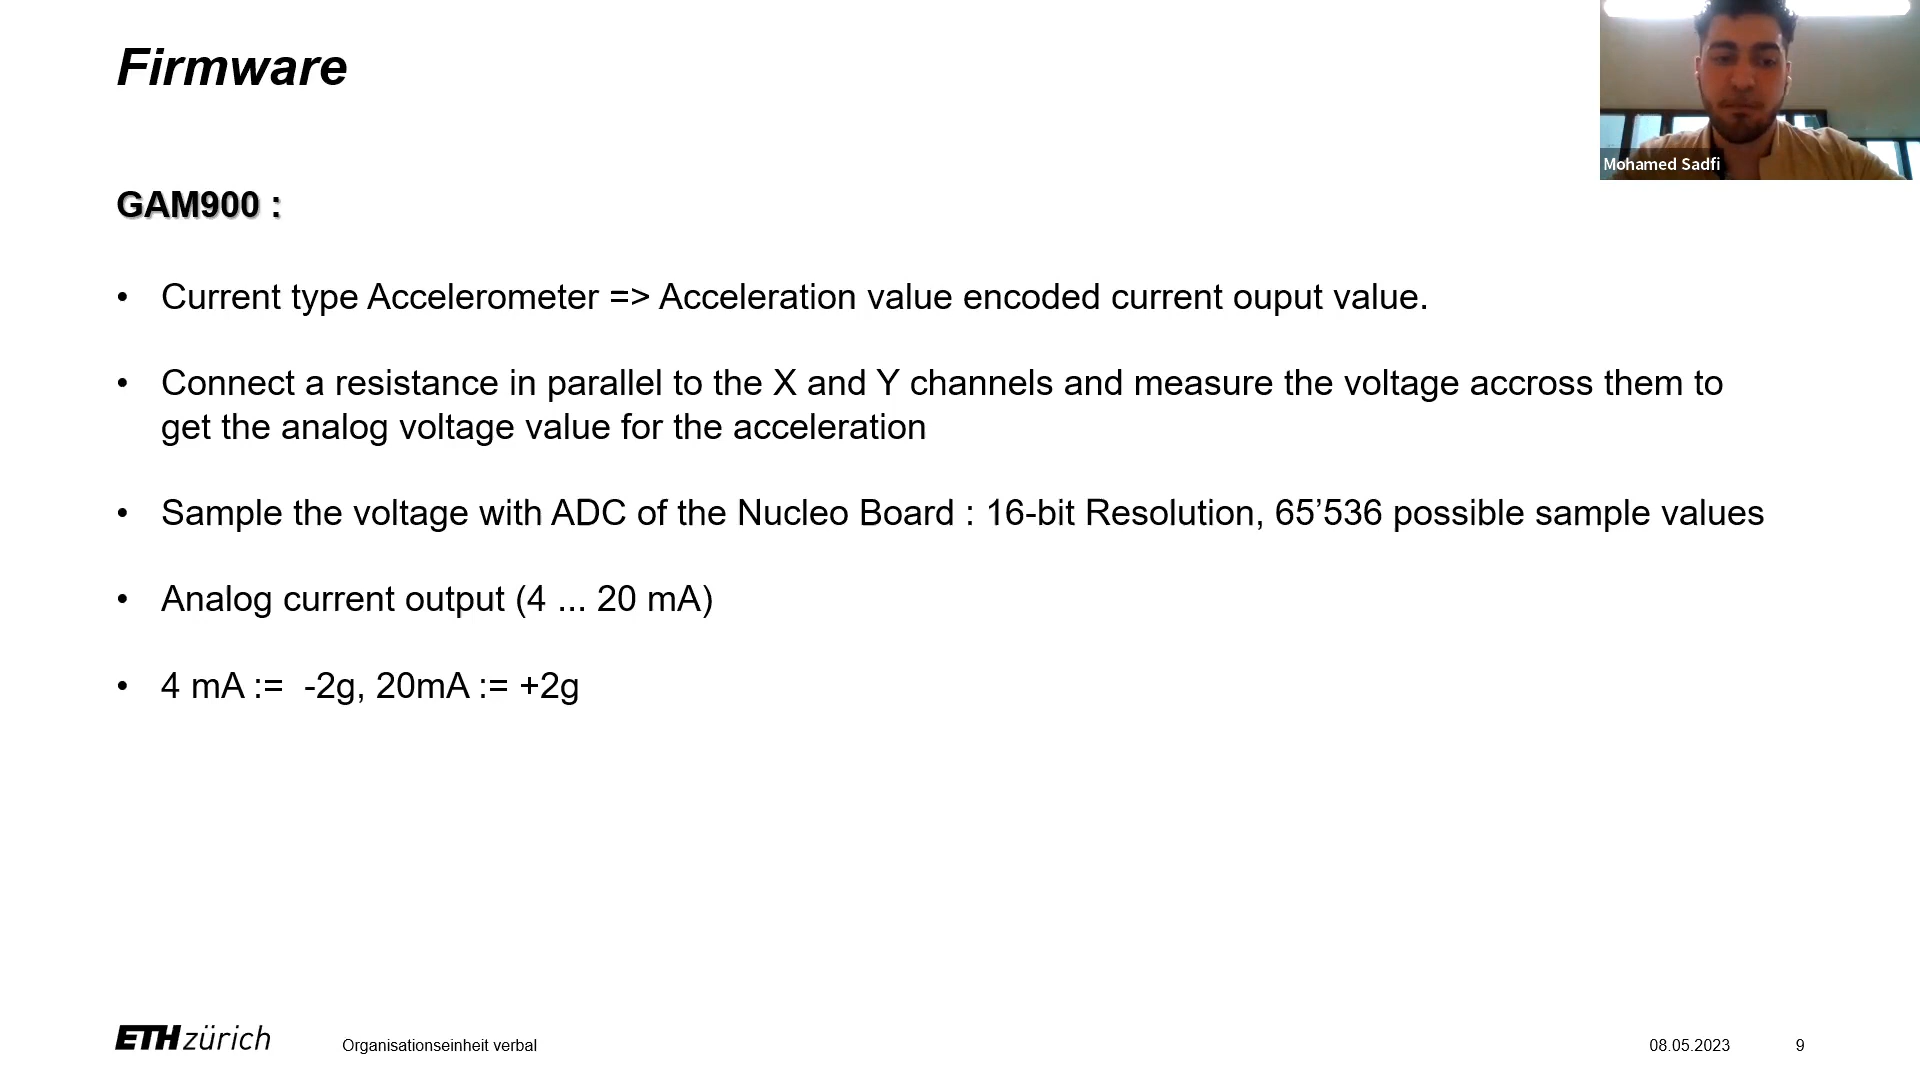 Firmware
Mohamed Sadfi
GAM900 :
• Current type Accelerometer => Acceleration value encoded current ouput value.
• Connect a resistance in parallel to the X and Y channels and measure the voltage accross them to
get the analog voltage value for the acceleration
• Sample the voltage with ADC of the Nucleo Board : 16-bit Resolution, 65’536 possible sample values
• Analog current output (4 ... 20 mA)
• 4 mA := -2g, 20mA := +2g
ETH zürich Organisationseinheit verbal 08.05.2023 9